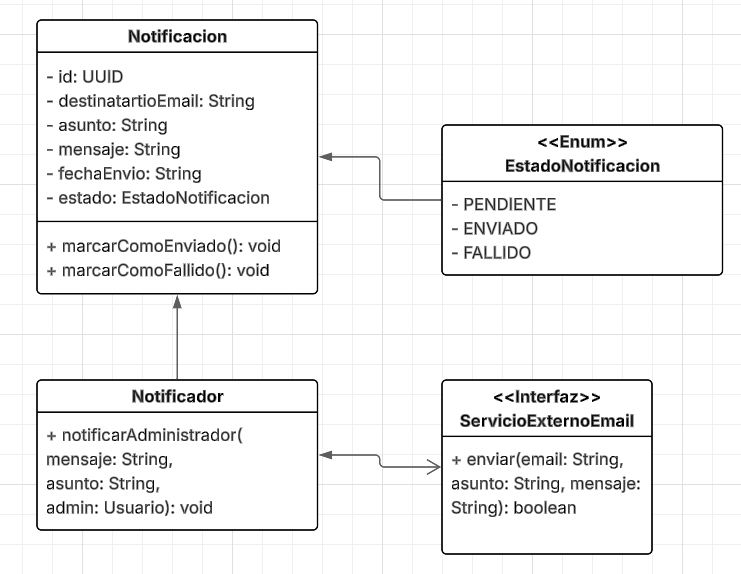 Notificacion
- id: UUID
- destinatartioEmail: String
- asunto: String
- mensaje: String
- fechaEnvio: String
- estado: EstadoNotificacion
+ marcarComoEnviado(): void
+ marcarComoFallido(): void
<<Enum>>
EstadoNotificacion
- PENDIENTE
- ENVIADO
- FALLIDO
Notificador
+ notificarAdministrador(
mensaje: String,
asunto: String,
admin: Usuario): void
<<Interfaz>>
ServicioExternoEmail
+ enviar(email: String,
asunto: String, mensaje:
String): boolean